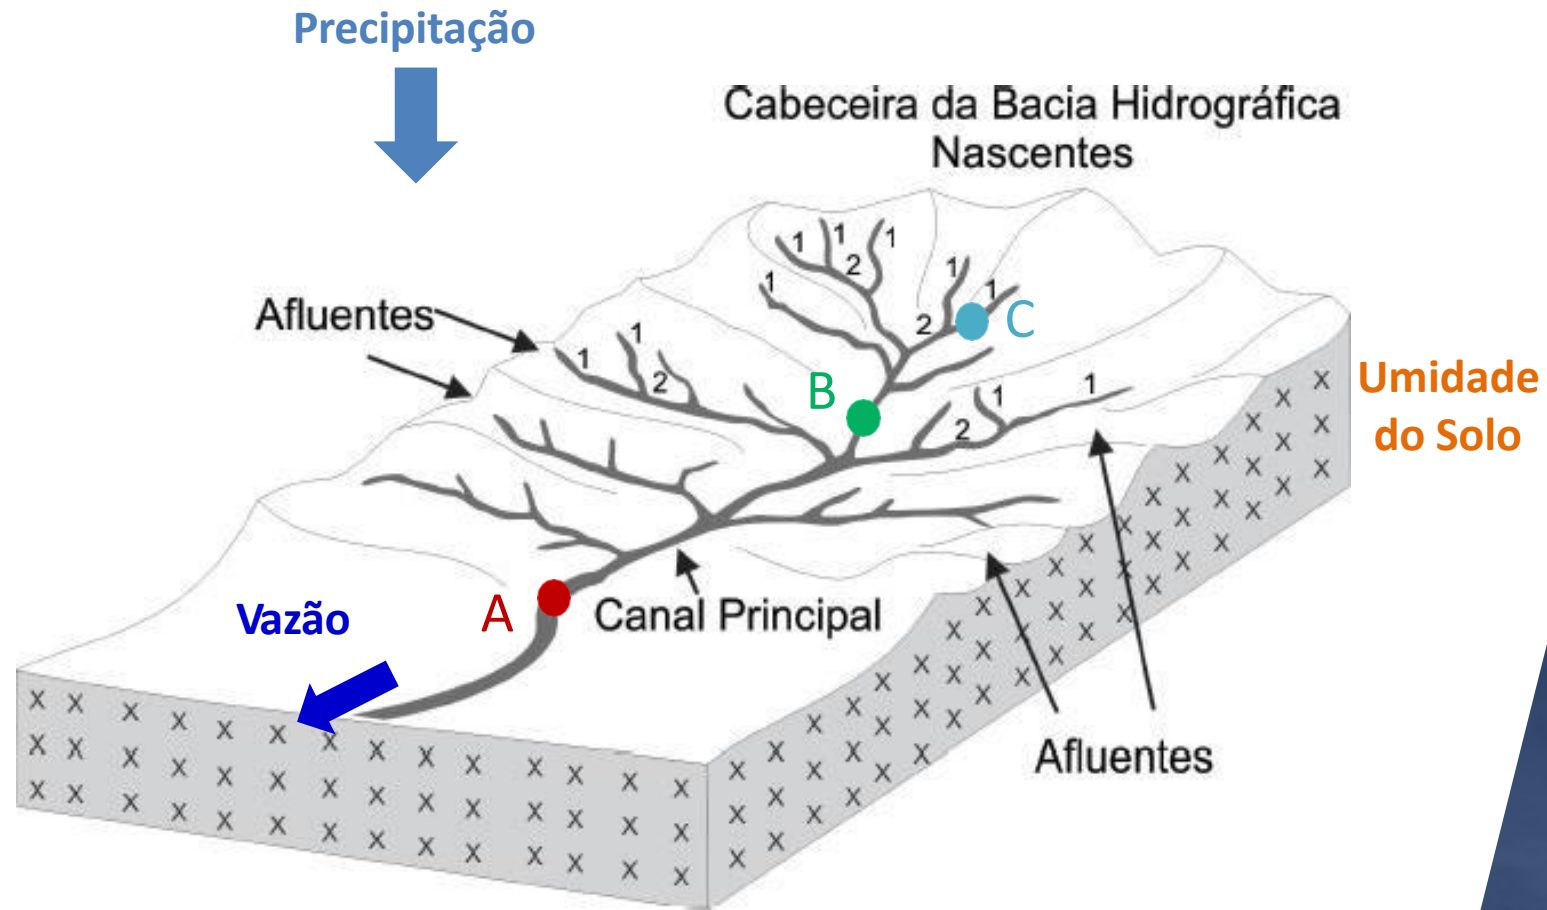 Precipitação
Cabeceira da Bacia Hidrográfica
Nascentes
1
1
1
2
1
1
1
2
C
Afluentes
1
1
2
B
1
1
2
Umidade
do Solo
A
Canal Principal
Vazão
Afluentes